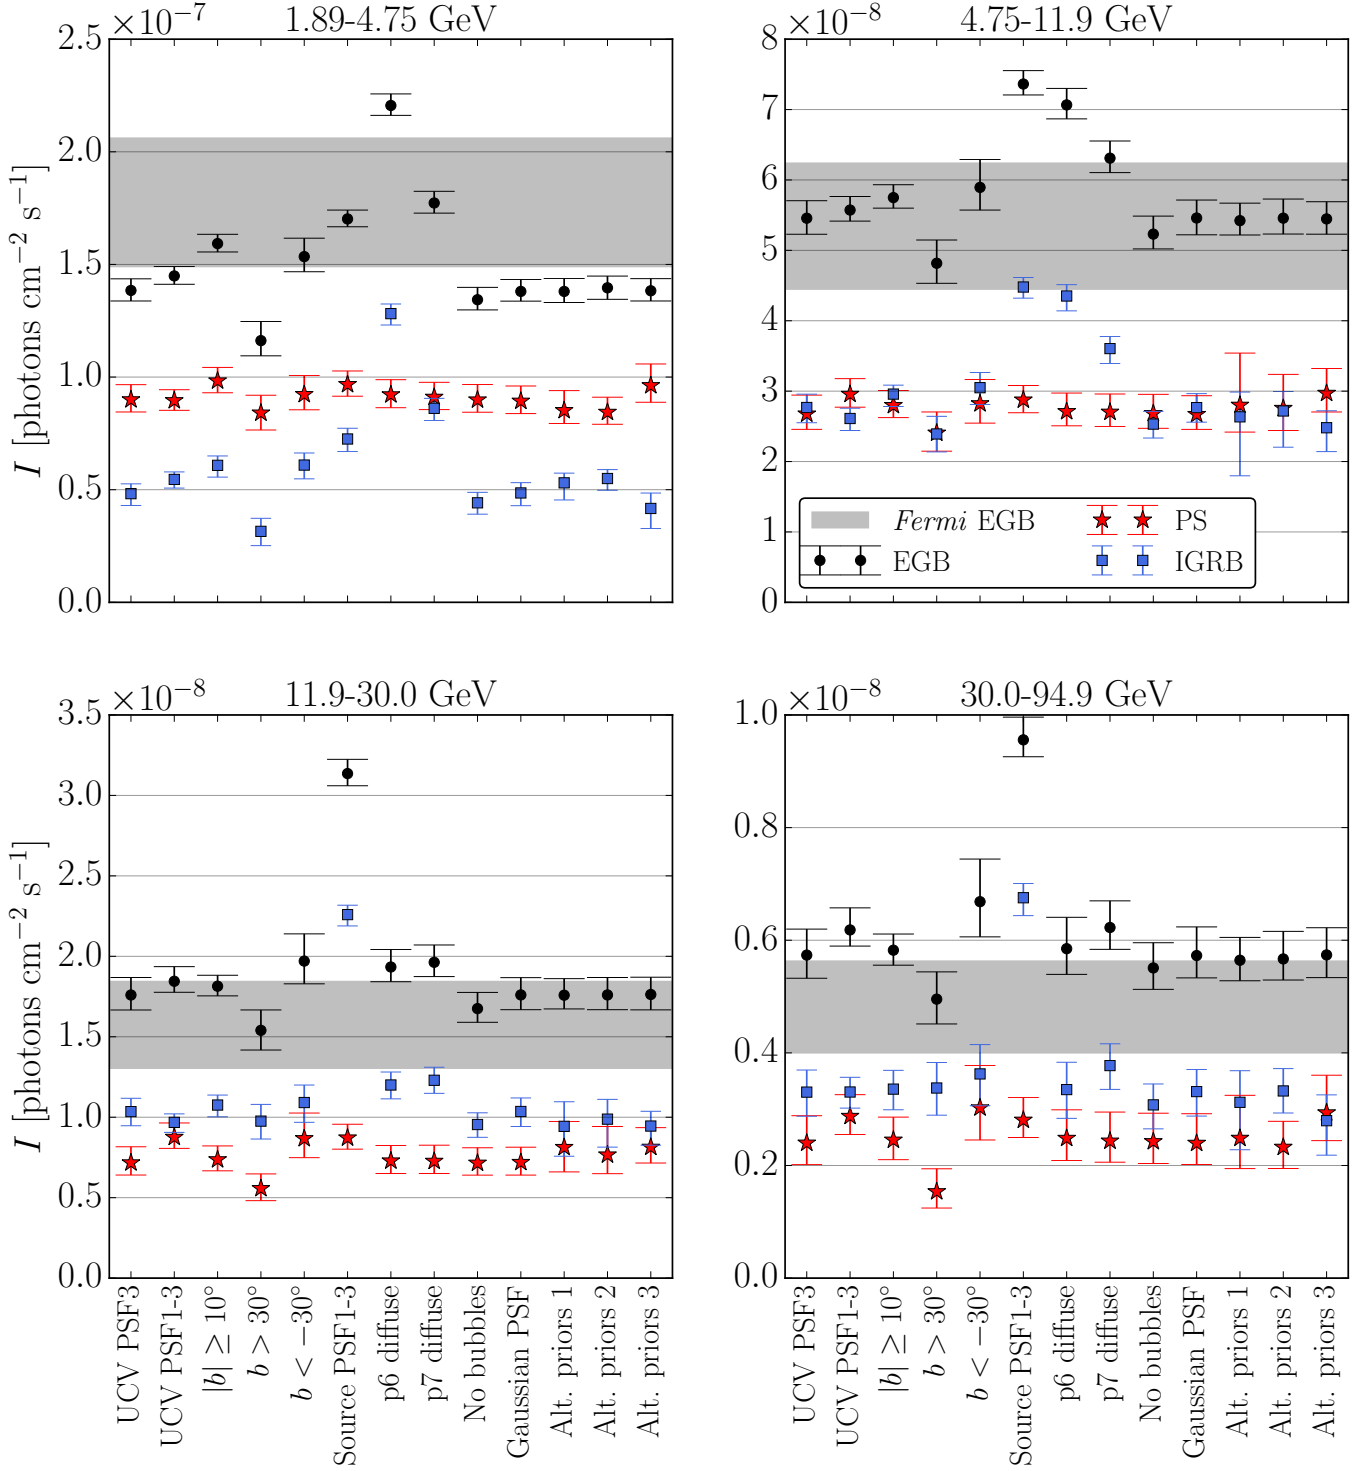 ×10⁻⁷ 1.89-4.75 GeV
2.5
2.0
1.5
1.0
0.5
0.0
I [photons cm⁻² s⁻¹]
×10⁻⁸ 4.75-11.9 GeV
8
7
6
5
4
3
2
1
0
Fermi EGB
EGB
PS
IGRB
×10⁻⁸ 11.9-30.0 GeV
3.5
3.0
2.5
2.0
1.5
1.0
0.5
0.0
I [photons cm⁻² s⁻¹]
UCV PSF3
UCV PSF1-3
|b| ≥ 10°
b > 30°
b < −30°
Source PSF1-3
p6 diffuse
p7 diffuse
No bubbles
Gaussian PSF
Alt. priors 1
Alt. priors 2
Alt. priors 3
×10⁻⁸ 30.0-94.9 GeV
1.0
0.8
0.6
0.4
0.2
0.0
UCV PSF3
UCV PSF1-3
|b| ≥ 10°
b > 30°
b < −30°
Source PSF1-3
p6 diffuse
p7 diffuse
No bubbles
Gaussian PSF
Alt. priors 1
Alt. priors 2
Alt. priors 3